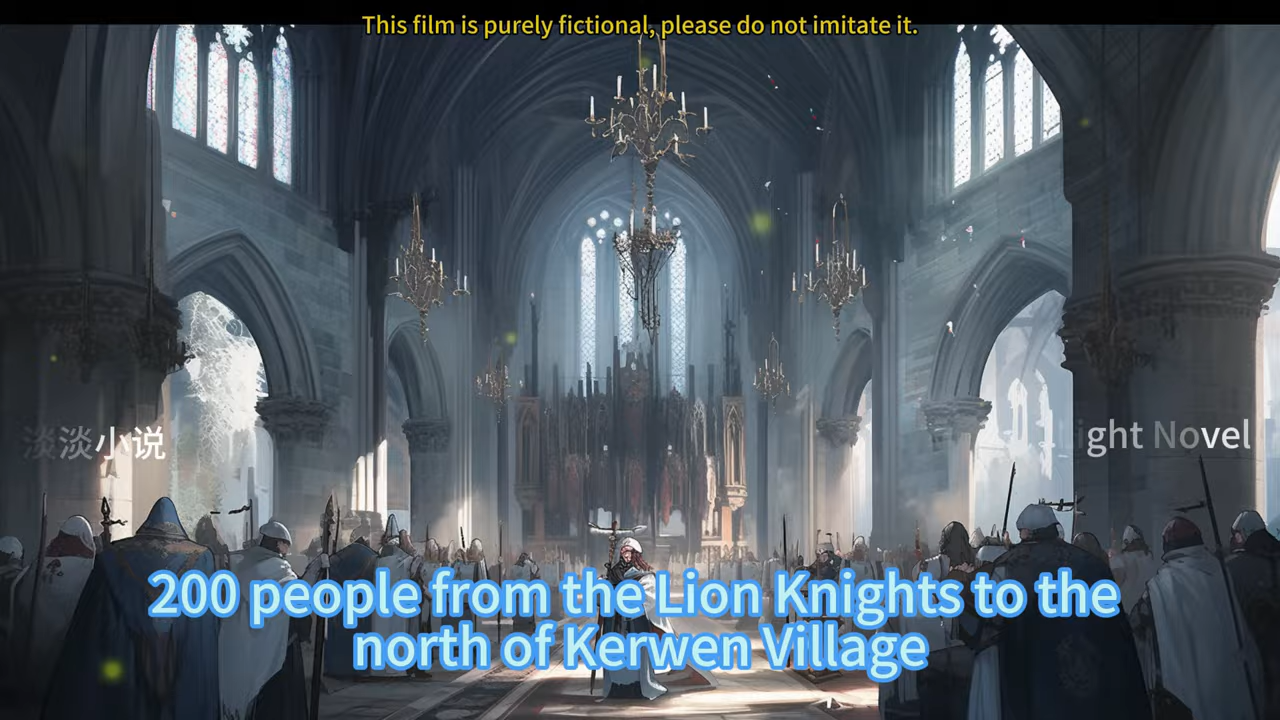 This film is purely fictional, please do not imitate it.
淡淡小说
ight Novel
200 people from the Lion Knights to the
north of Kerwen Village